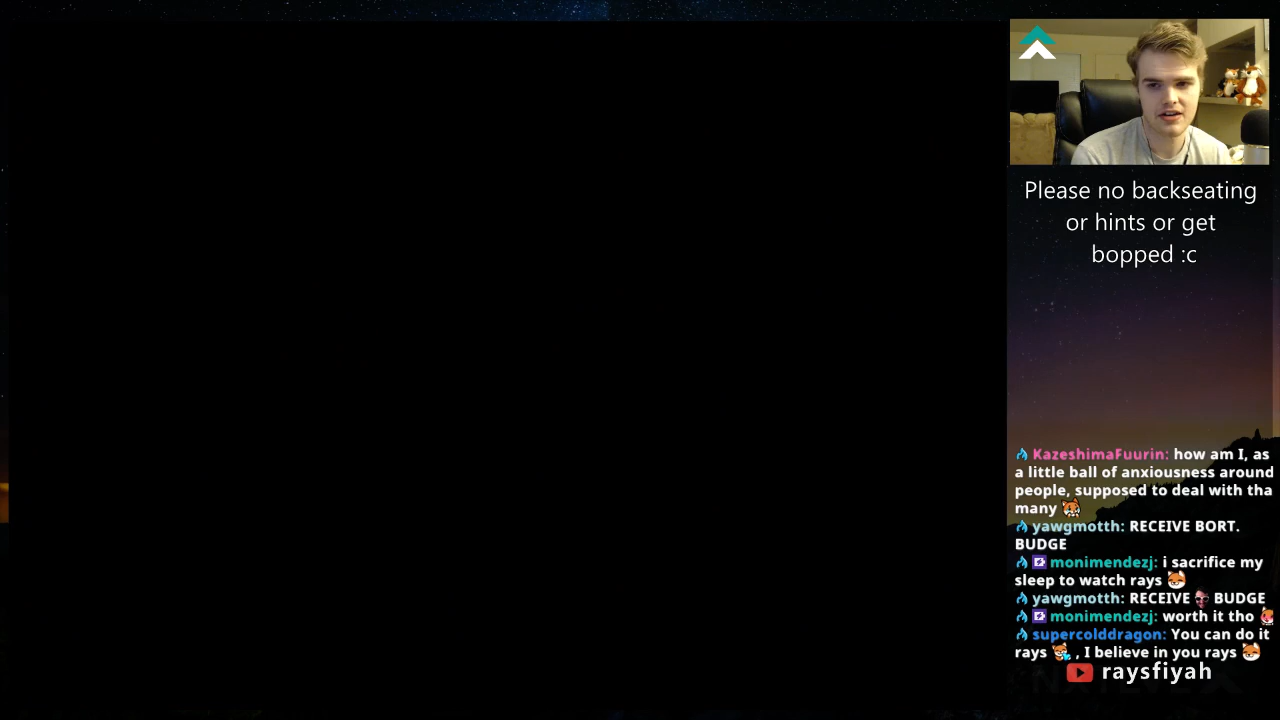 Please no backseating
or hints or get
bopped :c
KazeshimaFuurin: how am I, as
a little ball of anxiousness around
people, supposed to deal with tha
many
yawgmotth: RECEIVE BORT.
BUDGE
monimendezj: i sacrifice my
sleep to watch rays
yawgmotth: RECEIVE BUDGE
monimendezj: worth it tho
supercolddragon: You can do it
rays , I believe in you rays
raysfiyah